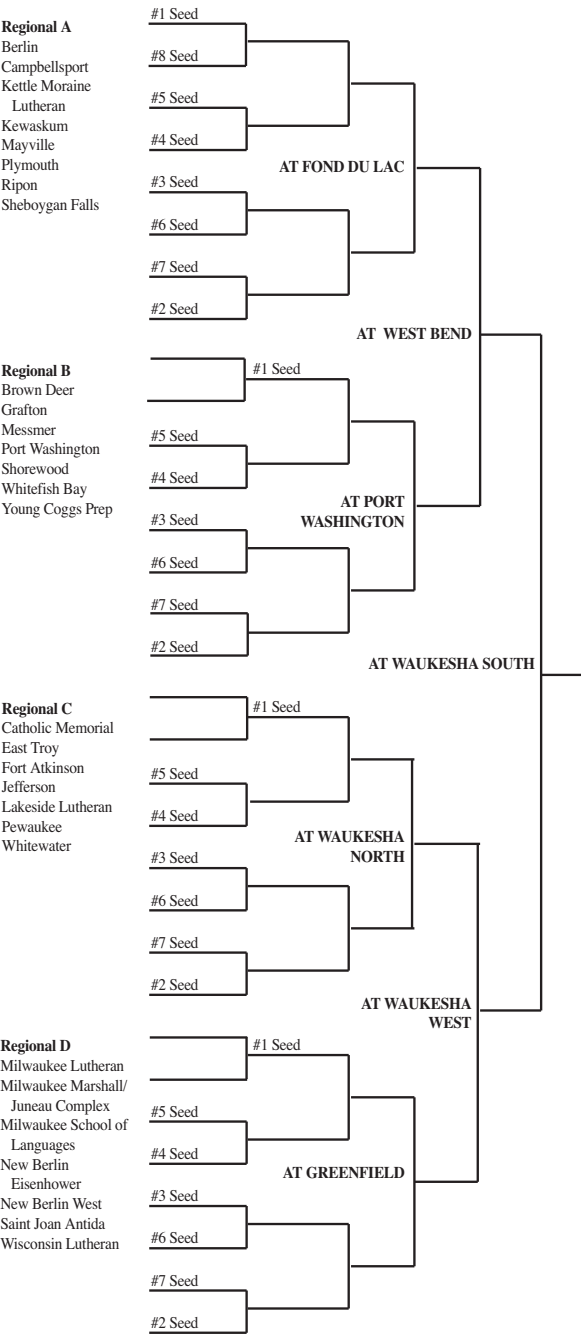 Regional A
Berlin
Campbellsport
Kettle Moraine
Lutheran
Kewaskum
Mayville
Plymouth
Ripon
Sheboygan Falls
#1 Seed
#8 Seed
#5 Seed
#4 Seed
#3 Seed
#6 Seed
#7 Seed
#2 Seed
AT FOND DU LAC
AT WEST BEND
Regional B
Brown Deer
Grafton
Messmer
Port Washington
Shorewood
Whitefish Bay
Young Coggs Prep
#1 Seed
#5 Seed
#4 Seed
#3 Seed
#6 Seed
#7 Seed
#2 Seed
AT PORT
WASHINGTON
AT WAUKESHA SOUTH
Regional C
Catholic Memorial
East Troy
Fort Atkinson
Jefferson
Lakeside Lutheran
Pewaukee
Whitewater
#1 Seed
#5 Seed
#4 Seed
#3 Seed
#6 Seed
#7 Seed
#2 Seed
AT WAUKESHA
NORTH
AT WAUKESHA
WEST
Regional D
Milwaukee Lutheran
Milwaukee Marshall/
Juneau Complex
Milwaukee School of
Languages
New Berlin
Eisenhower
New Berlin West
Saint Joan Antida
Wisconsin Lutheran
#1 Seed
#5 Seed
#4 Seed
#3 Seed
#6 Seed
#7 Seed
#2 Seed
AT GREENFIELD